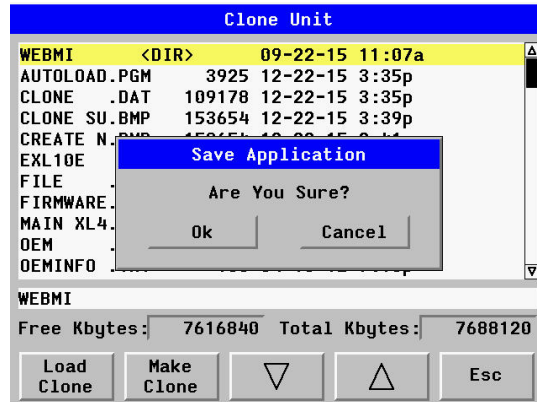 Clone Unit
WEBMI <DIR> 09-22-15 11:07a
AUTOLOAD.PGM 3925 12-22-15 3:35p
CLONE .DAT 109178 12-22-15 3:35p
CLONE SU.BMP 153654 12-22-15 3:39p
CREATE N.
EXL10E
FILE .
FIRMWARE.
MAIN XL4.
OEM .
OEMINFO .
Save Application
Are You Sure?
Ok Cancel
WEBMI
Free Kbytes: 7616840 Total Kbytes: 7688120
Load Clone Make Clone ▽ △ Esc